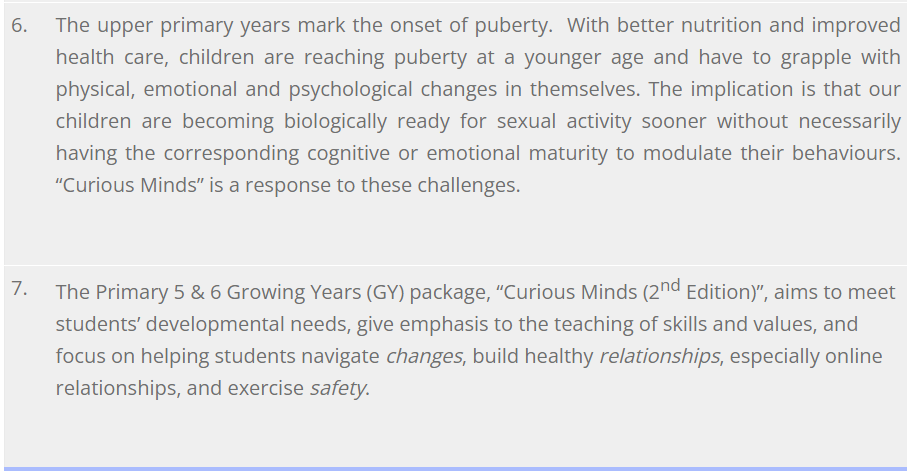 6. The upper primary years mark the onset of puberty.  With better nutrition and improved
health care, children are reaching puberty at a younger age and have to grapple with
physical, emotional and psychological changes in themselves. The implication is that our
children are becoming biologically ready for sexual activity sooner without necessarily
having the corresponding cognitive or emotional maturity to modulate their behaviours.
“Curious Minds” is a response to these challenges.
7. The Primary 5 & 6 Growing Years (GY) package, “Curious Minds (2nd Edition)”, aims to meet
students’ developmental needs, give emphasis to the teaching of skills and values, and
focus on helping students navigate changes, build healthy relationships, especially online
relationships, and exercise safety.